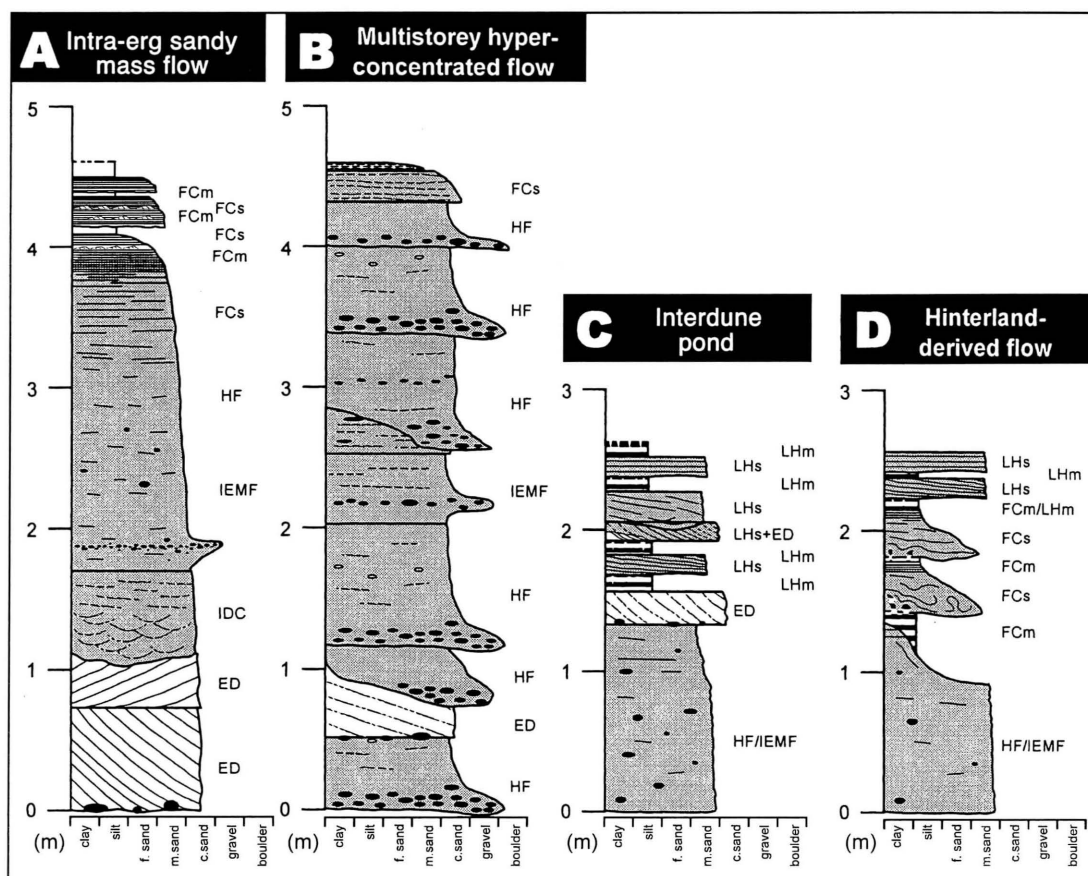 A Intra-erg sandy
mass flow
B Multistorey hyper-
concentrated flow
5
4
3
2
1
0
(m)
FCm
FCs
FCm
FCs
FCm
FCs
HF
IEMF
IDC
ED
ED
clay
silt
f. sand
m.sand
c.sand
gravel
boulder
5
4
3
2
1
0
FCs
HF
HF
HF
IEMF
HF
HF
ED
HF
clay
silt
f. sand
m.sand
c.sand
gravel
boulder
C Interdune
pond
3
2
1
0
(m)
LHm
LHs
LHm
LHs
LHs+ED
LHm
LHs
LHm
ED
HF/IEMF
clay
silt
f. sand
m.sand
c.sand
gravel
boulder
D Hinterland-
derived flow
3
2
1
0
(m)
LHs
LHm
LHs
FCm/LHm
FCs
FCm
FCs
FCm
HF/IEMF
clay
silt
f. sand
m.sand
c.sand
gravel
boulder